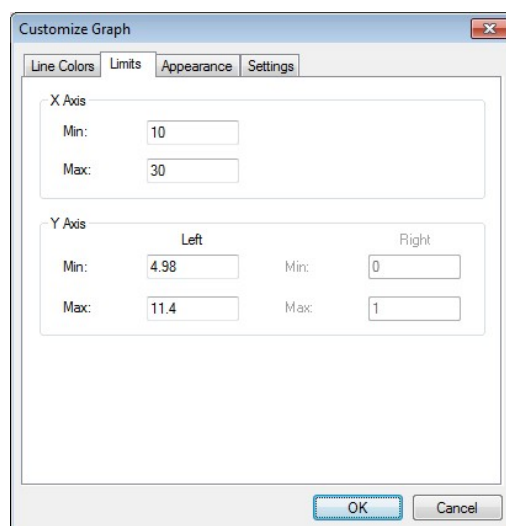 Customize Graph
Line Colors Limits Appearance Settings
X Axis
Min: 10
Max: 30
Y Axis
Left Right
Min: 4.98 Min: 0
Max: 11.4 Max: 1
OK Cancel